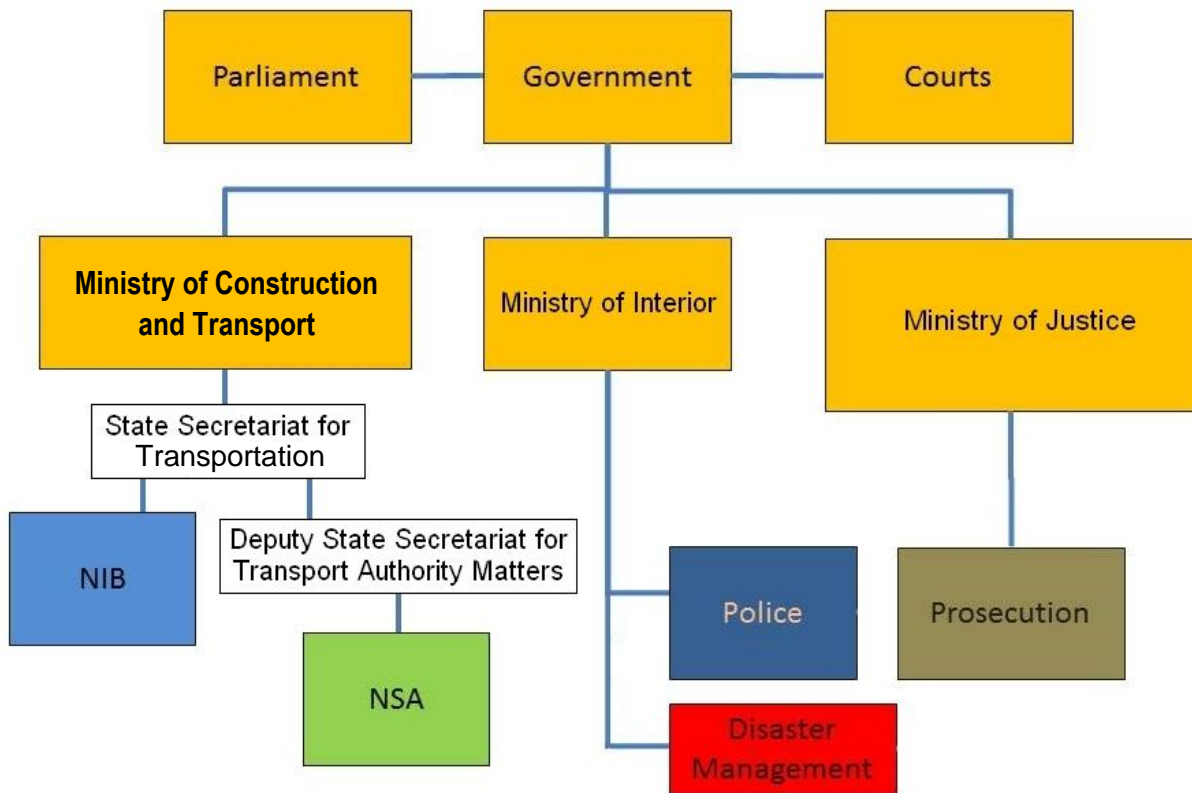 Parliament
Government
Courts
Ministry of Construction
and Transport
Ministry of Interior
Ministry of Justice
State Secretariat for
Transportation
NIB
Deputy State Secretariat for
Transport Authority Matters
NSA
Police
Prosecution
Disaster
Management